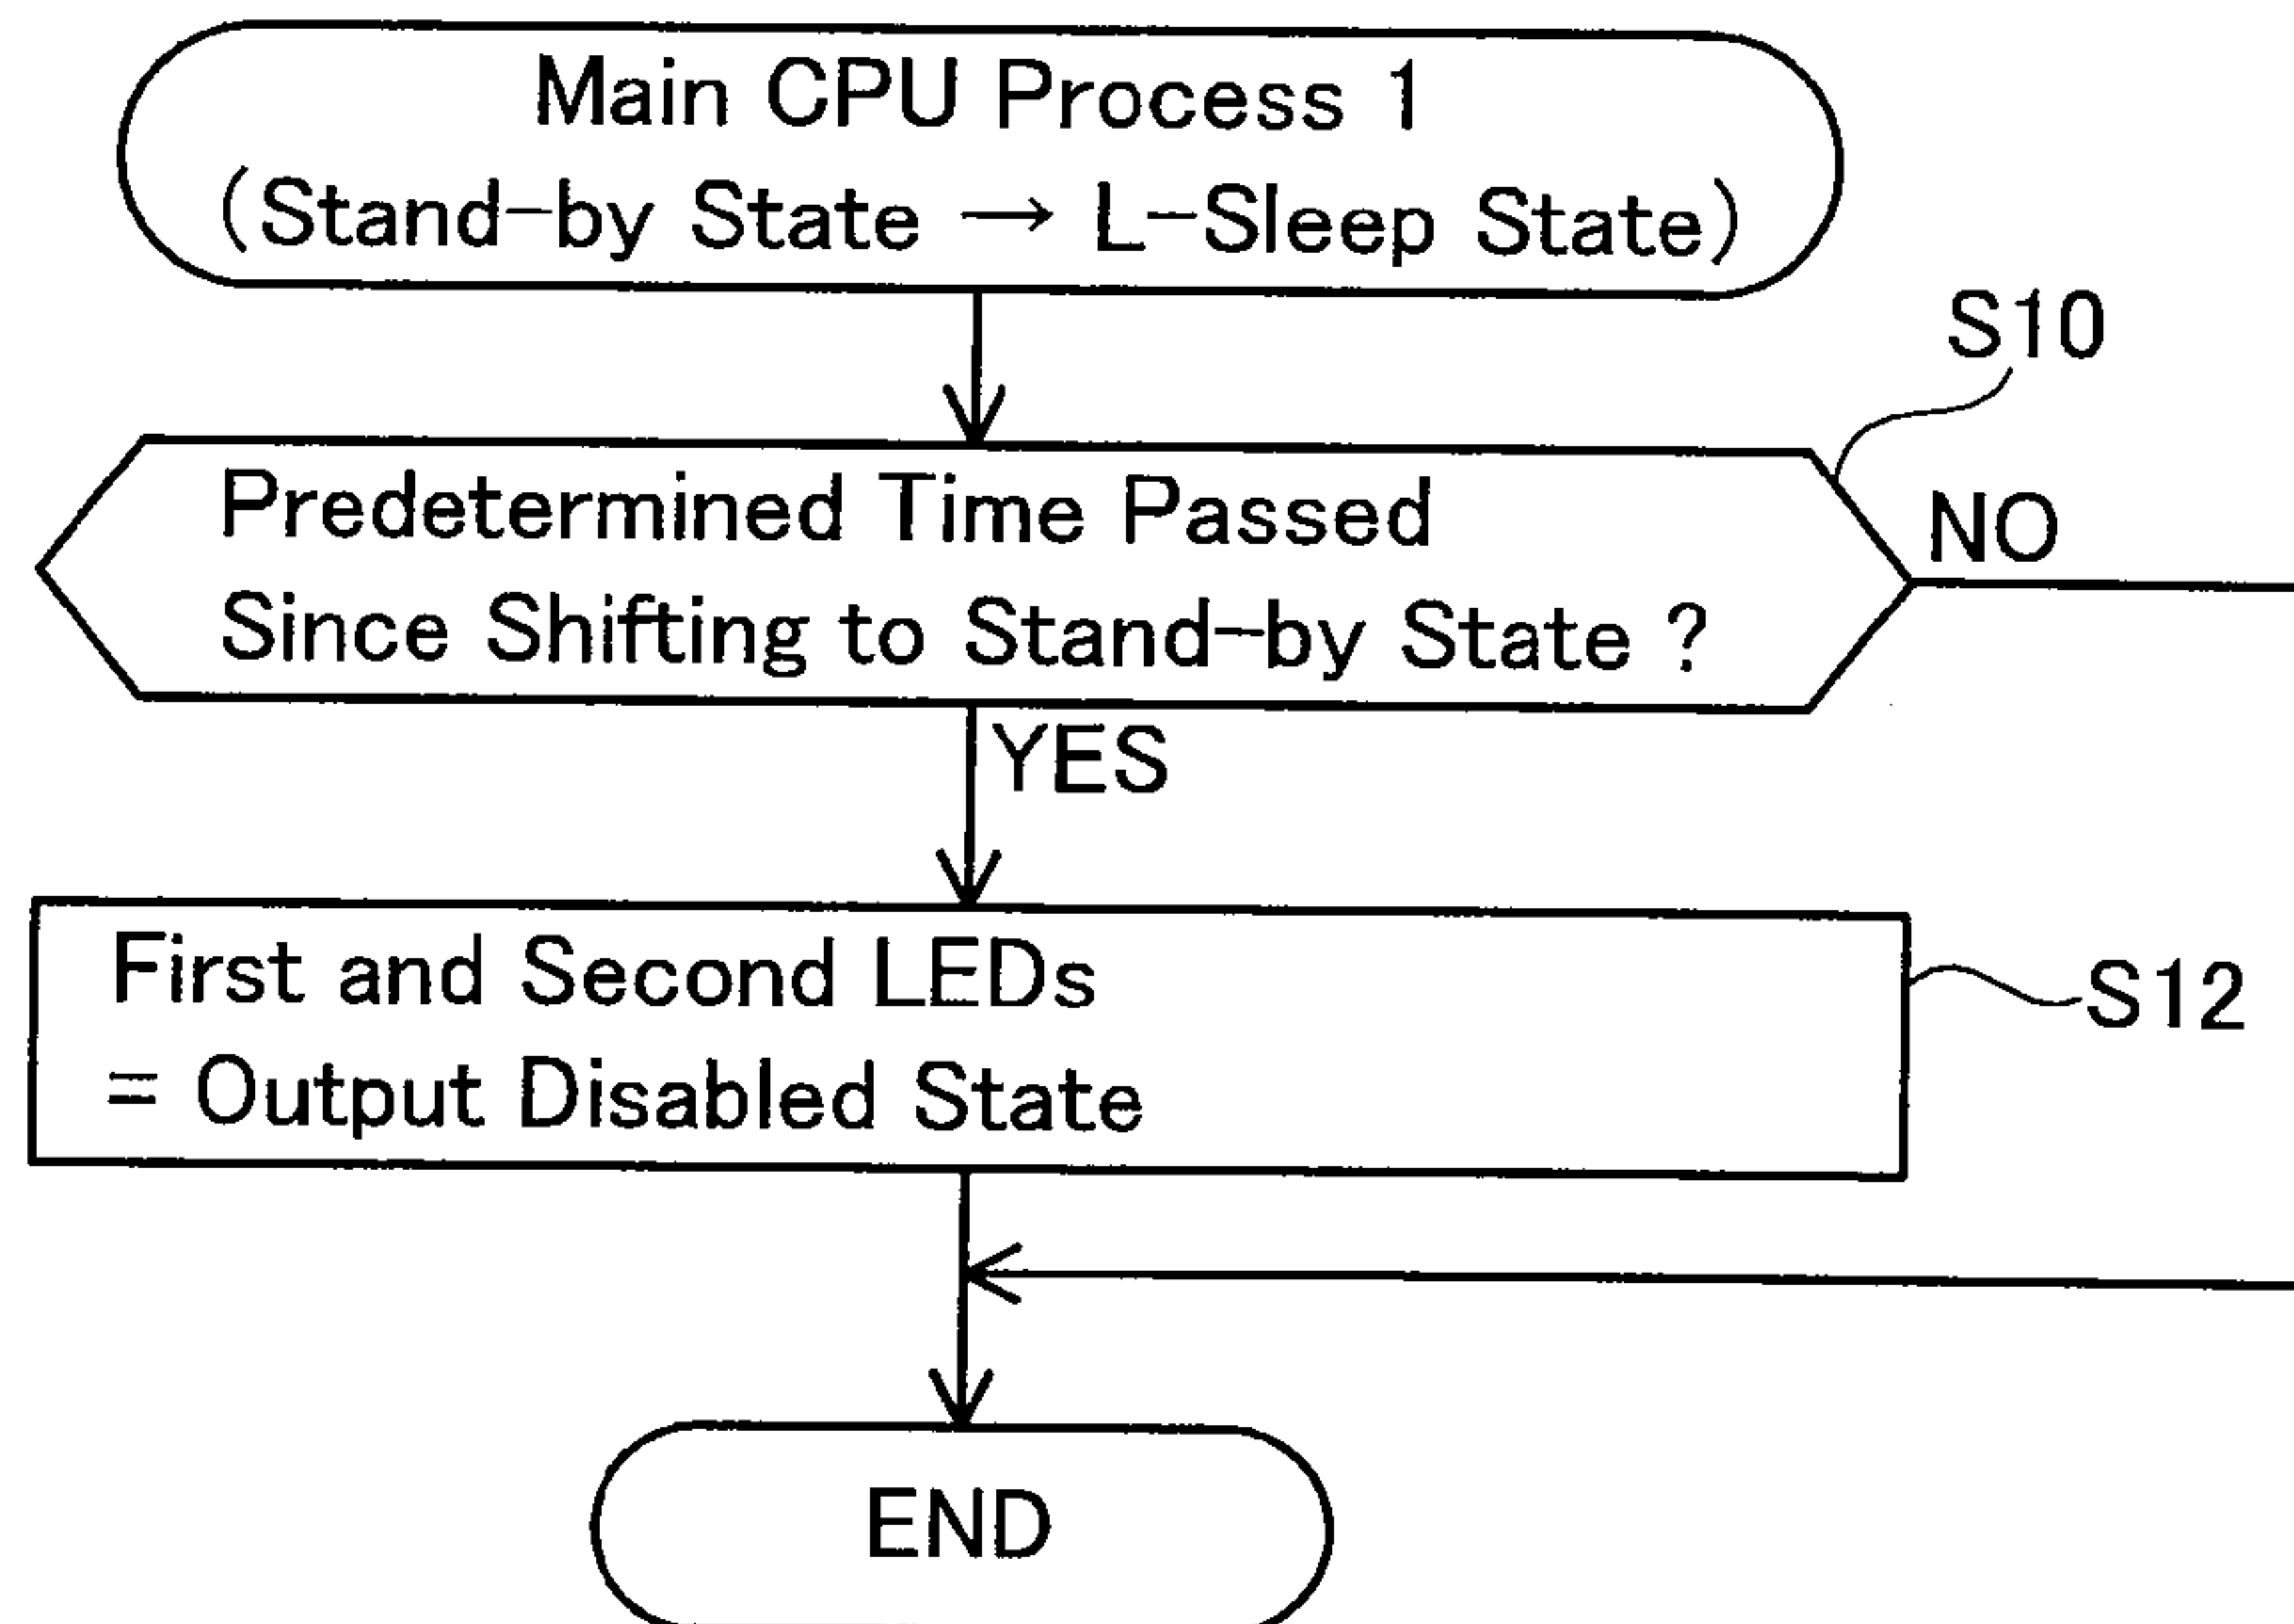 Main CPU Process 1
(Stand-by State → L-Sleep State)
S10
Predetermined Time Passed
Since Shifting to Stand-by State ?
NO
YES
First and Second LEDs
= Output Disabled State
S12
END